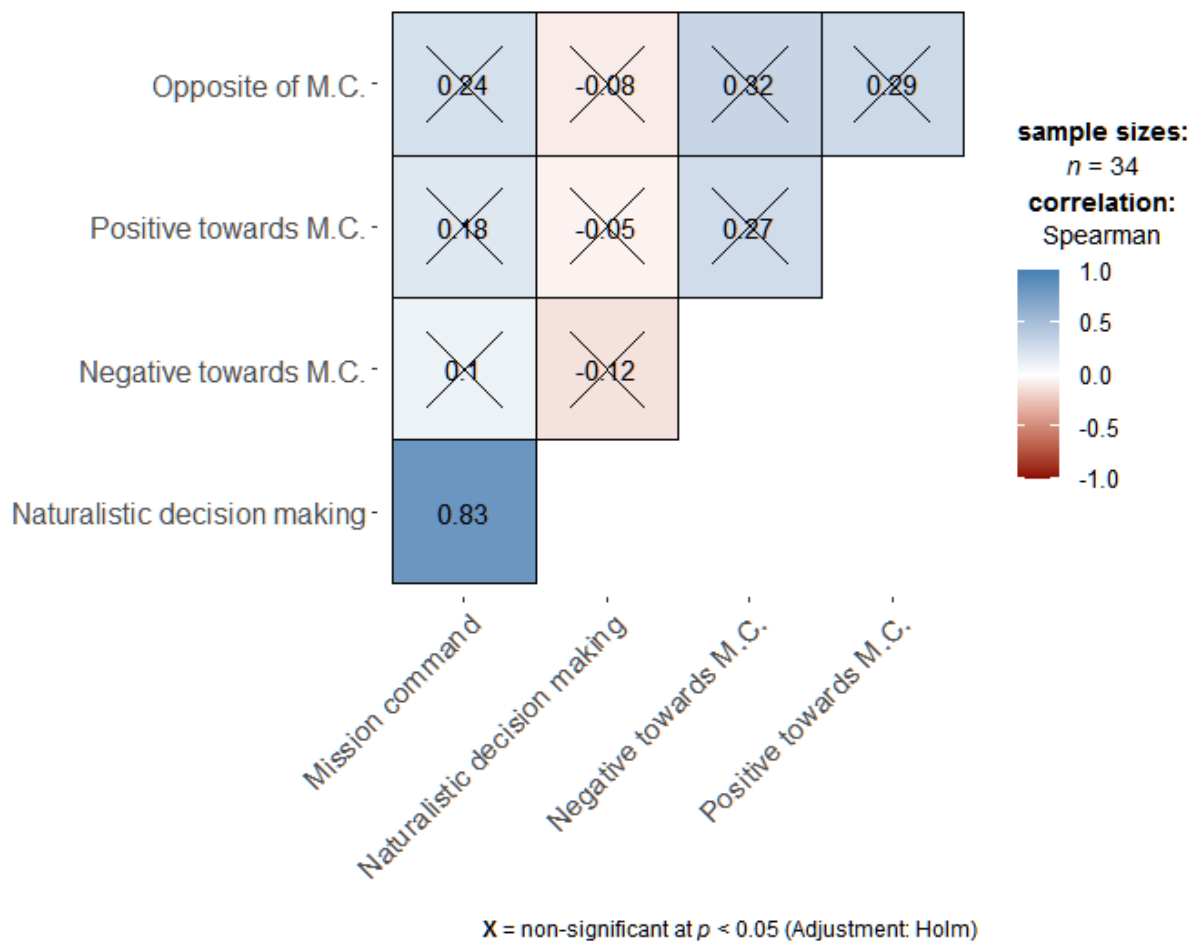 Opposite of M.C.
0.24
-0.08
0.32
0.29
Positive towards M.C.
0.18
-0.05
0.27
Negative towards M.C.
0.1
-0.12
Naturalistic decision making
0.83
Mission command
Naturalistic decision making
Negative towards M.C.
Positive towards M.C.
sample sizes:
n = 34
correlation:
Spearman
1.0
0.5
0.0
-0.5
-1.0
X = non-significant at p < 0.05 (Adjustment: Holm)